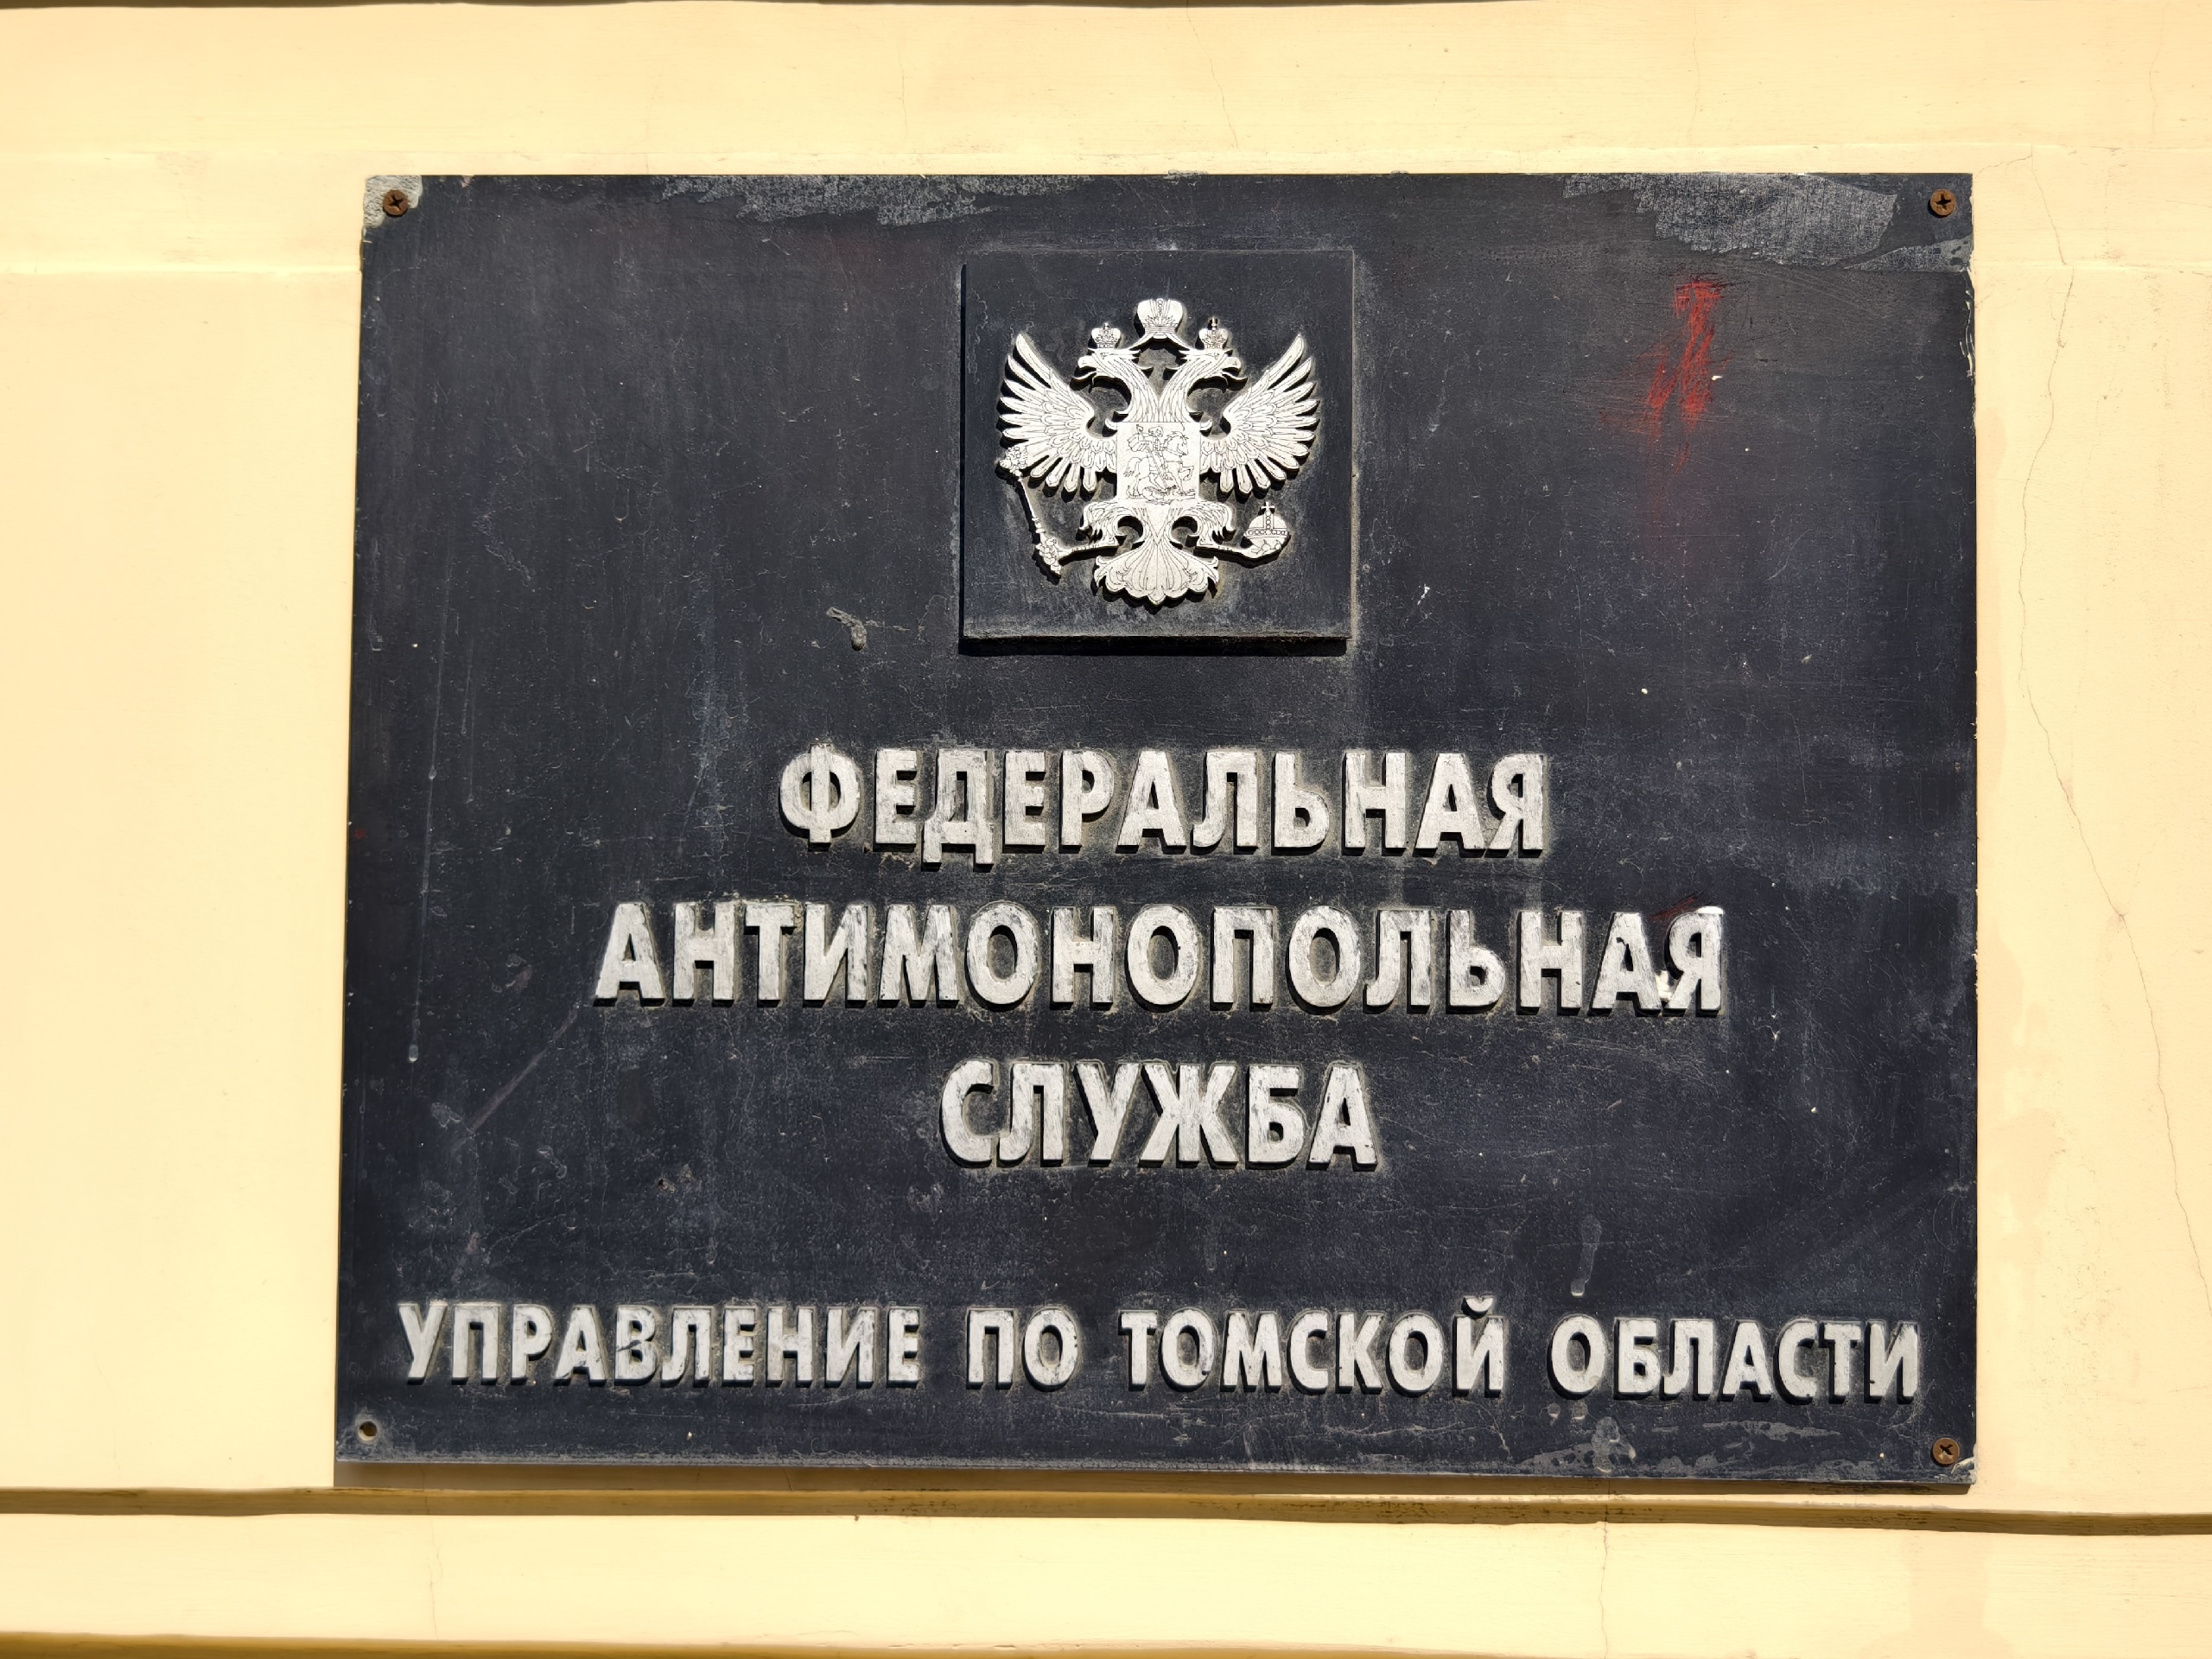 ФЕДЕРАЛЬНАЯ
АНТИМОНОПОЛЬНАЯ
СЛУЖБА
УПРАВЛЕНИЕ ПО ТОМСКОЙ ОБЛАСТИ